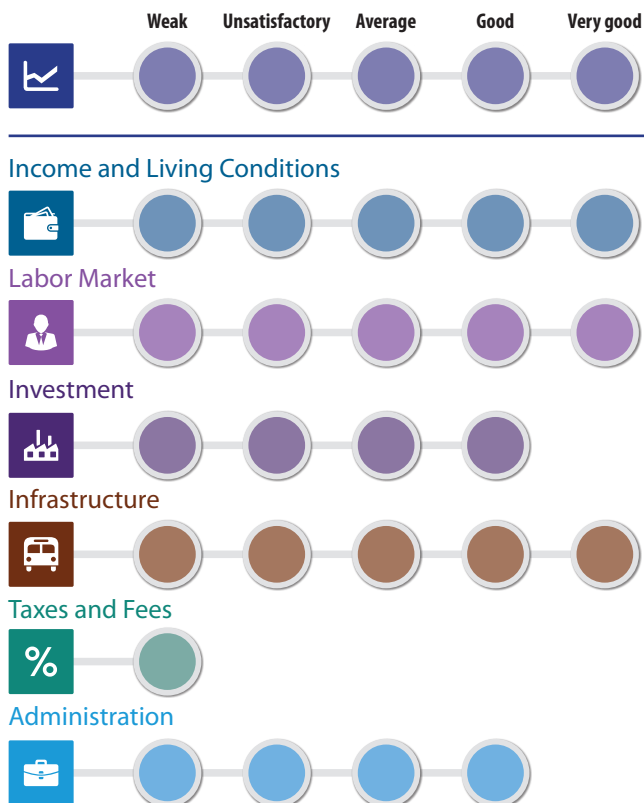 Weak Unsatisfactory Average Good Very good
Income and Living Conditions
Labor Market
Investment
Infrastructure
Taxes and Fees
%
Administration